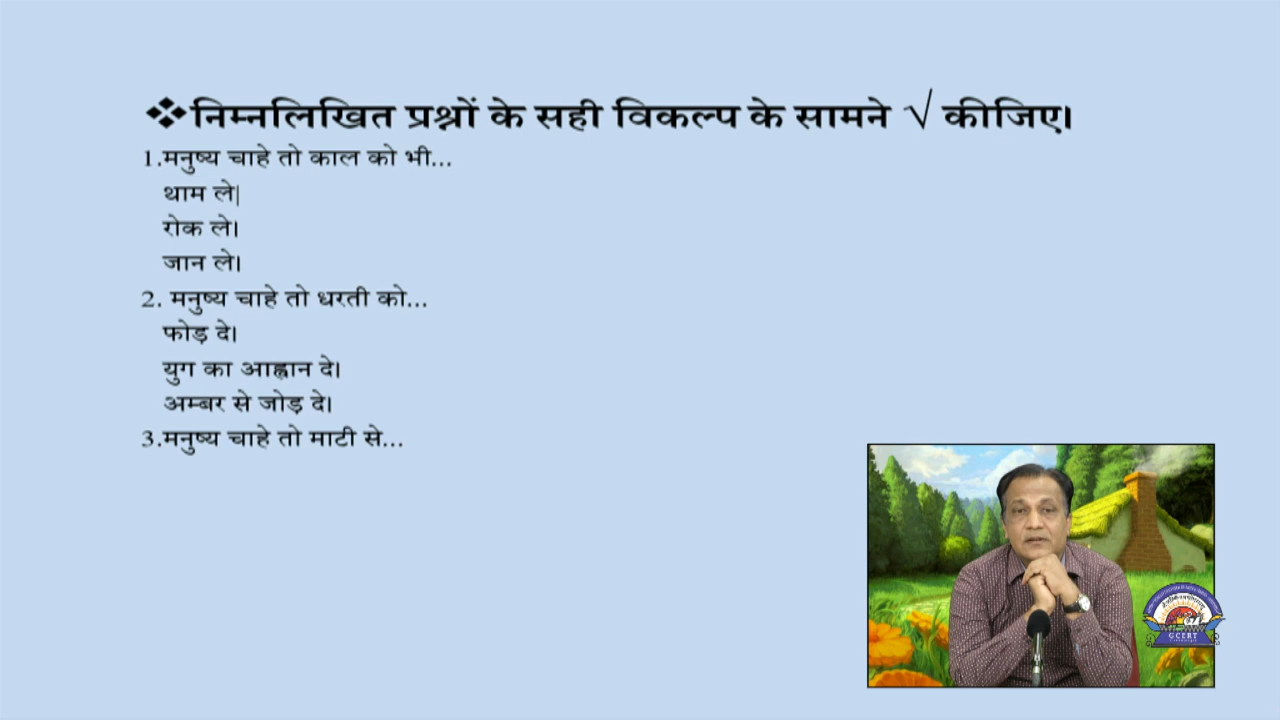 ❖निम्नलिखित प्रश्नों के सही विकल्प के सामने √ कीजिए।
1.मनुष्य चाहे तो काल को भी...
थाम ले|
रोक ले।
जान ले।
2. मनुष्य चाहे तो धरती को...
फोड़ दे।
युग का आह्वान दे।
अम्बर से जोड़ दे।
3.मनुष्य चाहे तो माटी से...
GCERT